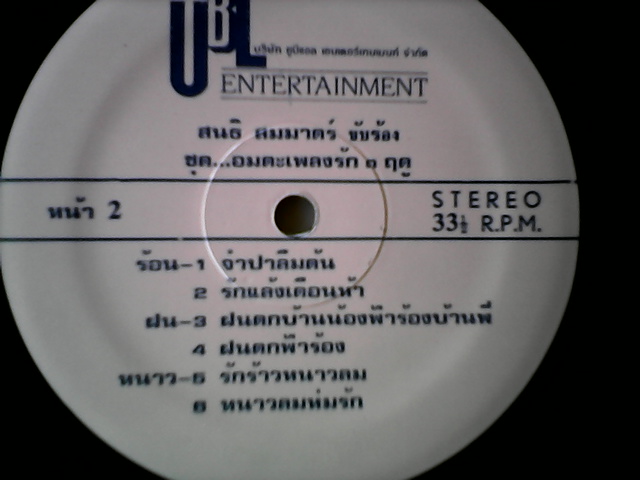 UBL
บริษัท ยูบีแอล เอนเตอร์เทนเมนท์ จำกัด
ENTERTAINMENT
สนธิ สมมาตร์ ขับร้อง
ชุด...อมตะเพลงรัก ๓ ฤดู
หน้า 2
STEREO
33⅓ R.P.M.
ร้อน-1 จำปาลืมต้น
2 รักแล้งเดือนห้า
ฝน-3 ฝนตกบ้านน้องฟ้าร้องบ้านพี่
4 ฝนตกฟ้าร้อง
หนาว-5 รักร้าวหนาวลม
6 หนาวลมห่มรัก